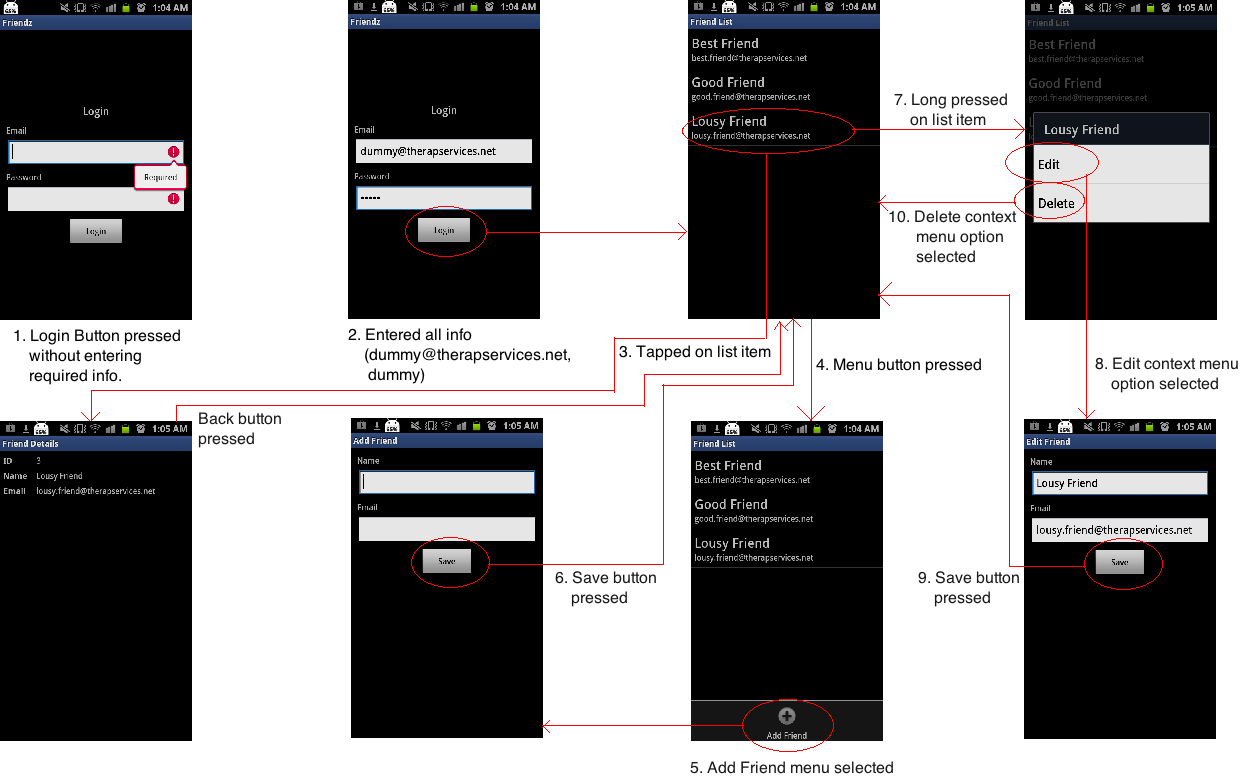 1:04 AM
Friendz
Login
Email
Required
Password
Login
1. Login Button pressed
without entering
required info.
1:04 AM
Friendz
Login
Email
dummy@therapservices.net
Password
•••••
Login
2. Entered all info
(dummy@therapservices.net,
dummy)
1:04 AM
Friend List
Best Friend
best.friend@therapservices.net
Good Friend
good.friend@therapservices.net
Lousy Friend
lousy.friend@therapservices.net
7. Long pressed
on list item
1:05 AM
Friend List
Best Friend
best.friend@therapservices.net
Good Friend
good.friend@therapservices.net
Lousy Friend
Edit
Delete
10. Delete context
menu option
selected
3. Tapped on list item
4. Menu button pressed
8. Edit context menu
option selected
Back button
pressed
1:05 AM
Friend Details
ID 3
Name Lousy Friend
Email lousy.friend@therapservices.net
1:05 AM
Add Friend
Name
Email
Save
6. Save button
pressed
1:04 AM
Friend List
Best Friend
best.friend@therapservices.net
Good Friend
good.friend@therapservices.net
Lousy Friend
lousy.friend@therapservices.net
Add Friend
5. Add Friend menu selected
1:05 AM
Edit Friend
Name
Lousy Friend
Email
lousy.friend@therapservices.net
Save
9. Save button
pressed